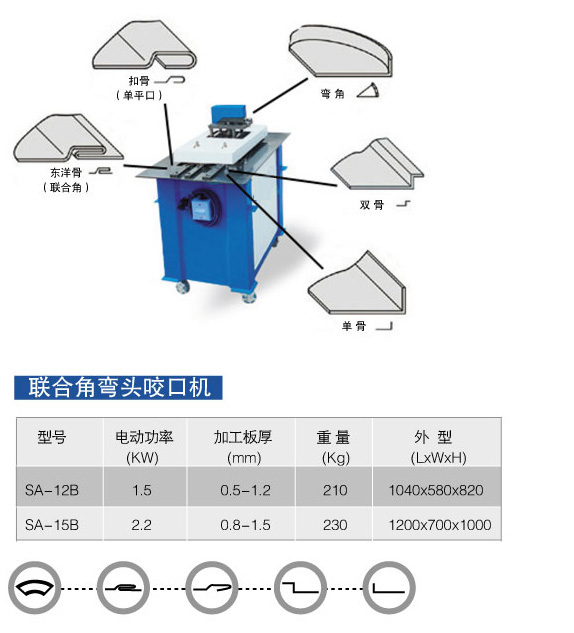 扣骨
(单平口)
弯角
东洋骨
(联合角)
双骨
单骨
联合角弯头咬口机
型号 电动功率 加工板厚 重量 外 型
(KW) (mm) (Kg) (LxWxH)
SA-12B 1.5 0.5-1.2 210 1040x580x820
SA-15B 2.2 0.8-1.5 230 1200x700x1000